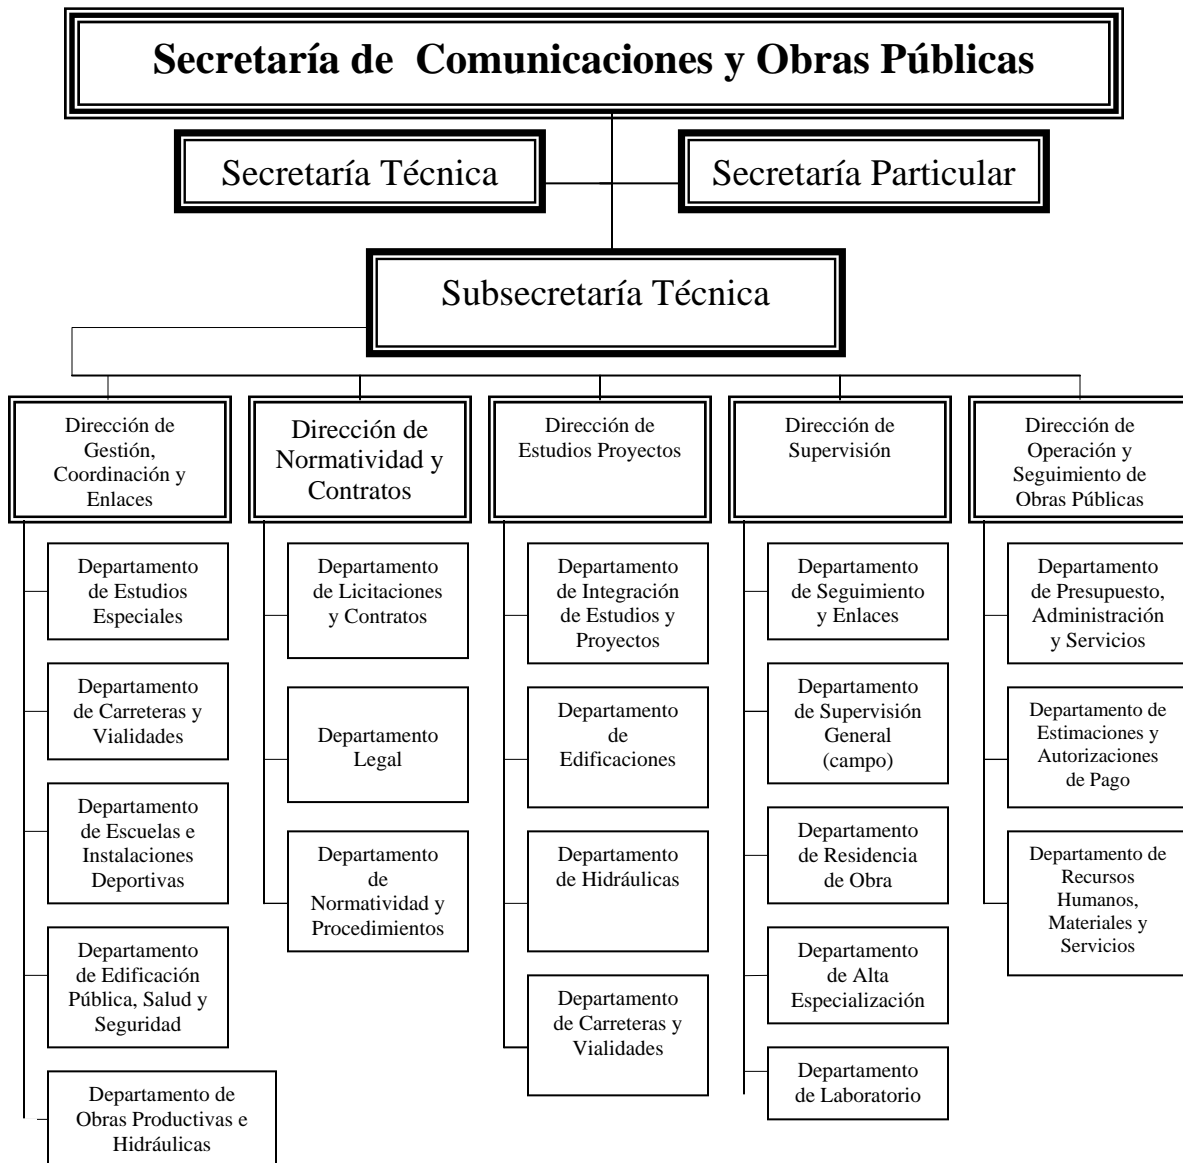 Secretaría de Comunicaciones y Obras Públicas
Secretaría Técnica
Secretaría Particular
Subsecretaría Técnica
Dirección de
Gestión,
Coordinación y
Enlaces
Dirección de
Normatividad y
Contratos
Dirección de
Estudios Proyectos
Dirección de
Supervisión
Dirección de
Operación y
Seguimiento de
Obras Públicas
Departamento
de Estudios
Especiales
Departamento
de Carreteras y
Vialidades
Departamento
de Escuelas e
Instalaciones
Deportivas
Departamento
de Edificación
Pública, Salud y
Seguridad
Departamento de
Obras Productivas e
Hidráulicas
Departamento
de Licitaciones
y Contratos
Departamento
Legal
Departamento
de
Normatividad y
Procedimientos
Departamento
de Integración
de Estudios y
Proyectos
Departamento
de
Edificaciones
Departamento
de Hidráulicas
Departamento
de Carreteras y
Vialidades
Departamento
de Seguimiento
y Enlaces
Departamento
de Supervisión
General
(campo)
Departamento
de Residencia
de Obra
Departamento
de Alta
Especialización
Departamento
de Laboratorio
Departamento
de Presupuesto,
Administración
y Servicios
Departamento de
Estimaciones y
Autorizaciones
de Pago
Departamento de
Recursos
Humanos,
Materiales y
Servicios